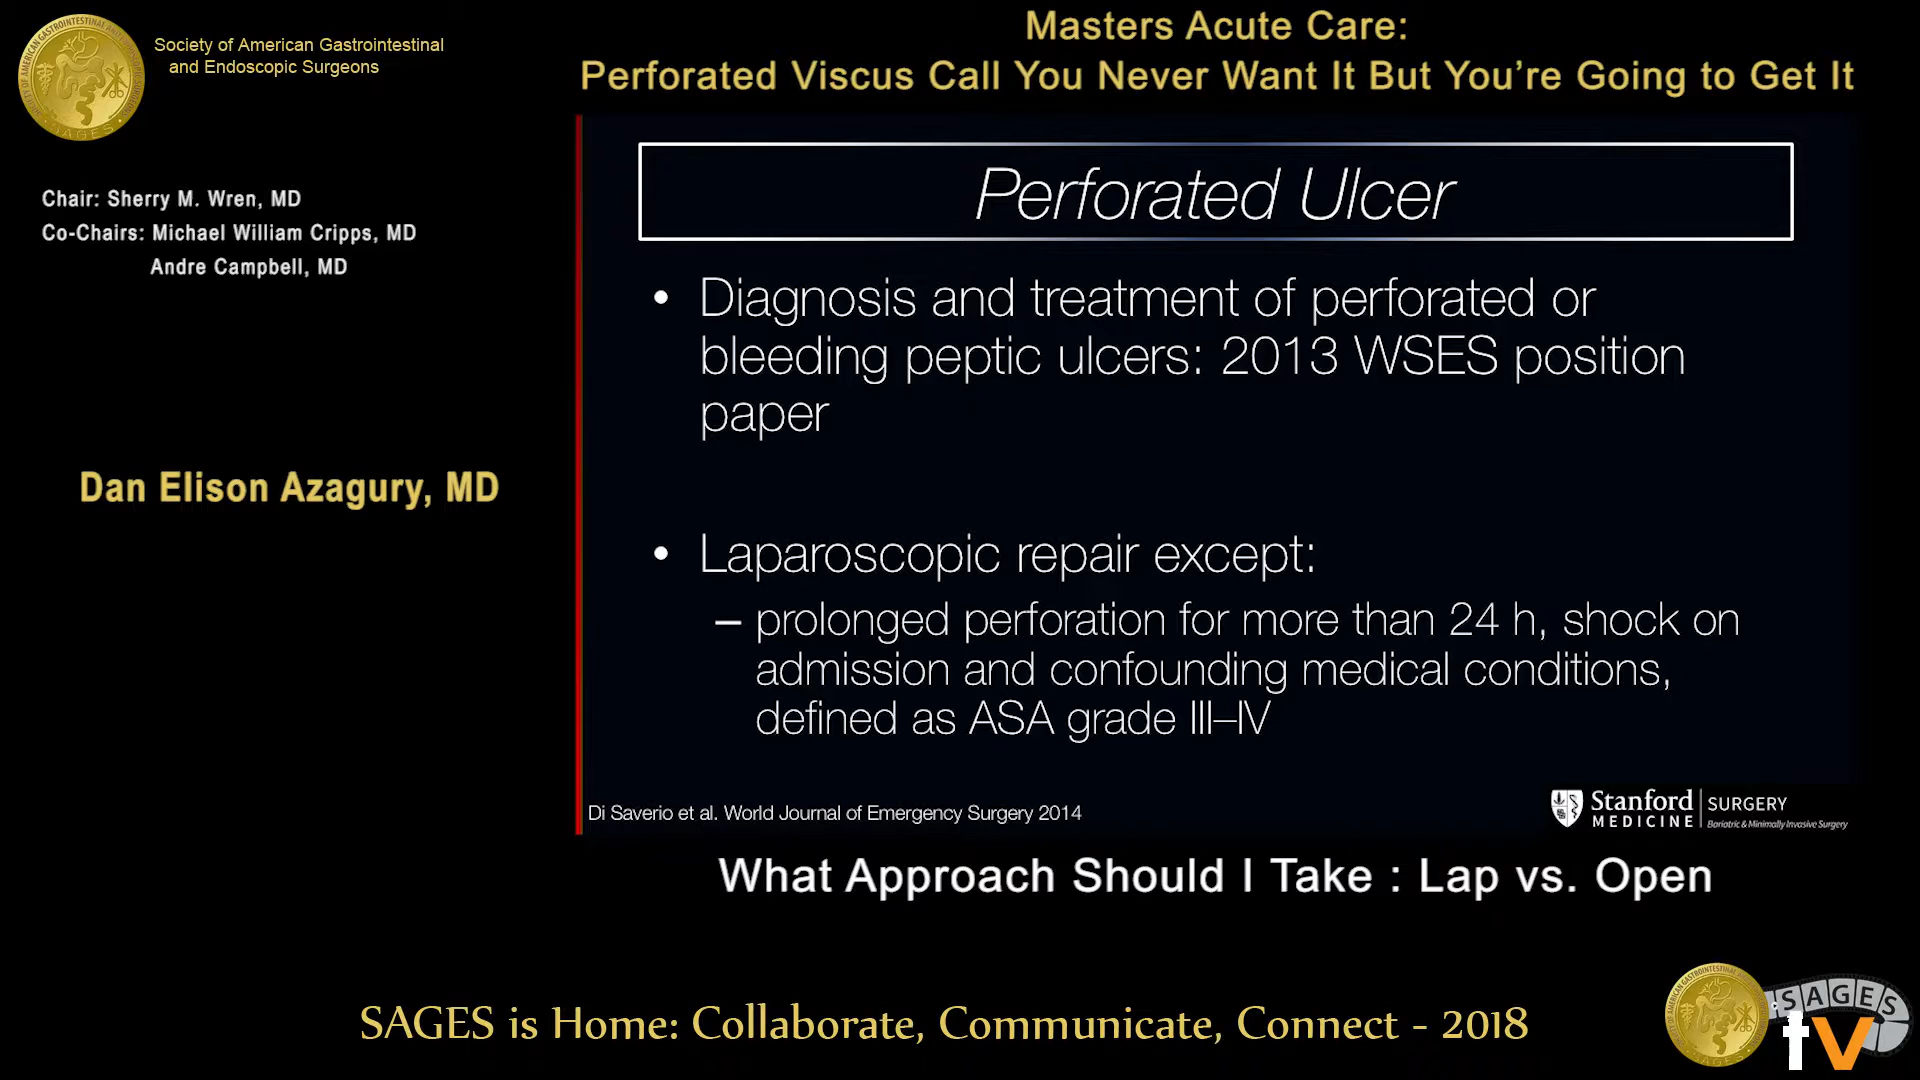 Society of American Gastrointestinal
and Endoscopic Surgeons
Masters Acute Care:
Perforated Viscus Call You Never Want It But You're Going to Get It
Chair: Sherry M. Wren, MD
Co-Chairs: Michael William Cripps, MD
Andre Campbell, MD
Dan Elison Azagury, MD
Perforated Ulcer
• Diagnosis and treatment of perforated or
bleeding peptic ulcers: 2013 WSES position
paper
• Laparoscopic repair except:
– prolonged perforation for more than 24 h, shock on
admission and confounding medical conditions,
defined as ASA grade III–IV
Di Saverio et al. World Journal of Emergency Surgery 2014
Stanford
MEDICINE
SURGERY
Bariatric & Minimally Invasive Surgery
What Approach Should I Take : Lap vs. Open
SAGES is Home: Collaborate, Communicate, Connect - 2018
SAGES
tv